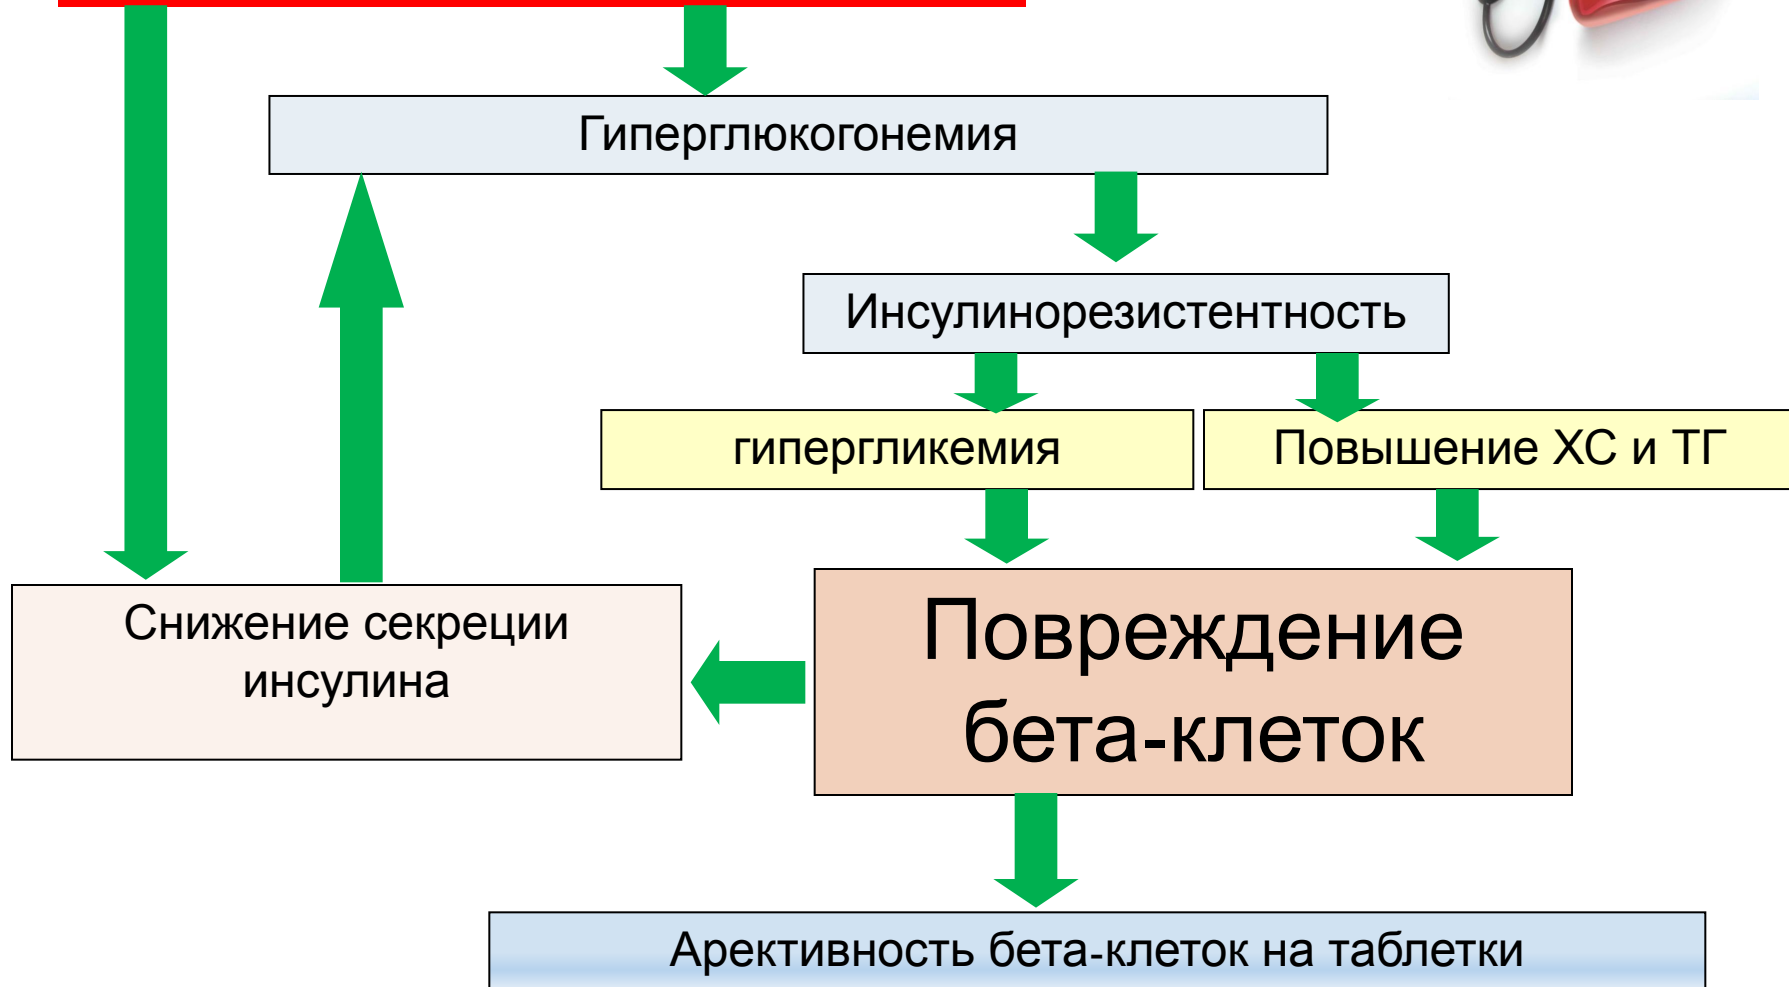 Гиперглюкогонемия
Инсулинорезистентность
гипергликемия
Повышение ХС и ТГ
Снижение секреции
инсулина
Повреждение
бета-клеток
Арективность бета-клеток на таблетки